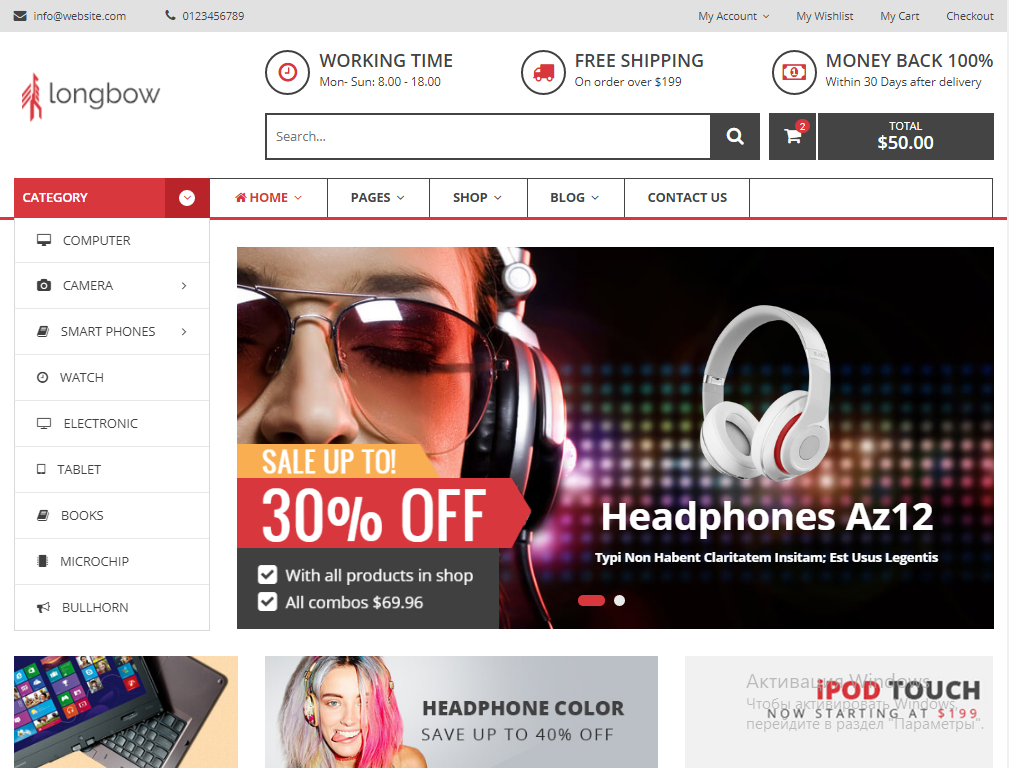 info@website.com
0123456789
My Account
My Wishlist
My Cart
Checkout
longbow
WORKING TIME
Mon- Sun: 8.00 - 18.00
FREE SHIPPING
On order over $199
MONEY BACK 100%
Within 30 Days after delivery
Search...
2
TOTAL
$50.00
CATEGORY
HOME
PAGES
SHOP
BLOG
CONTACT US
COMPUTER
CAMERA
SMART PHONES
WATCH
ELECTRONIC
TABLET
BOOKS
MICROCHIP
BULLHORN
SALE UP TO!
30% OFF
With all products in shop
All combos $69.96
Headphones Az12
Typi Non Habent Claritatem Insitam; Est Usus Legentis
HEADPHONE COLOR
SAVE UP TO 40% OFF
iPOD TOUCH
NOW STARTING AT $199
Активация Windows
Чтобы активировать Windows,
перейдите в раздел "Параметры".